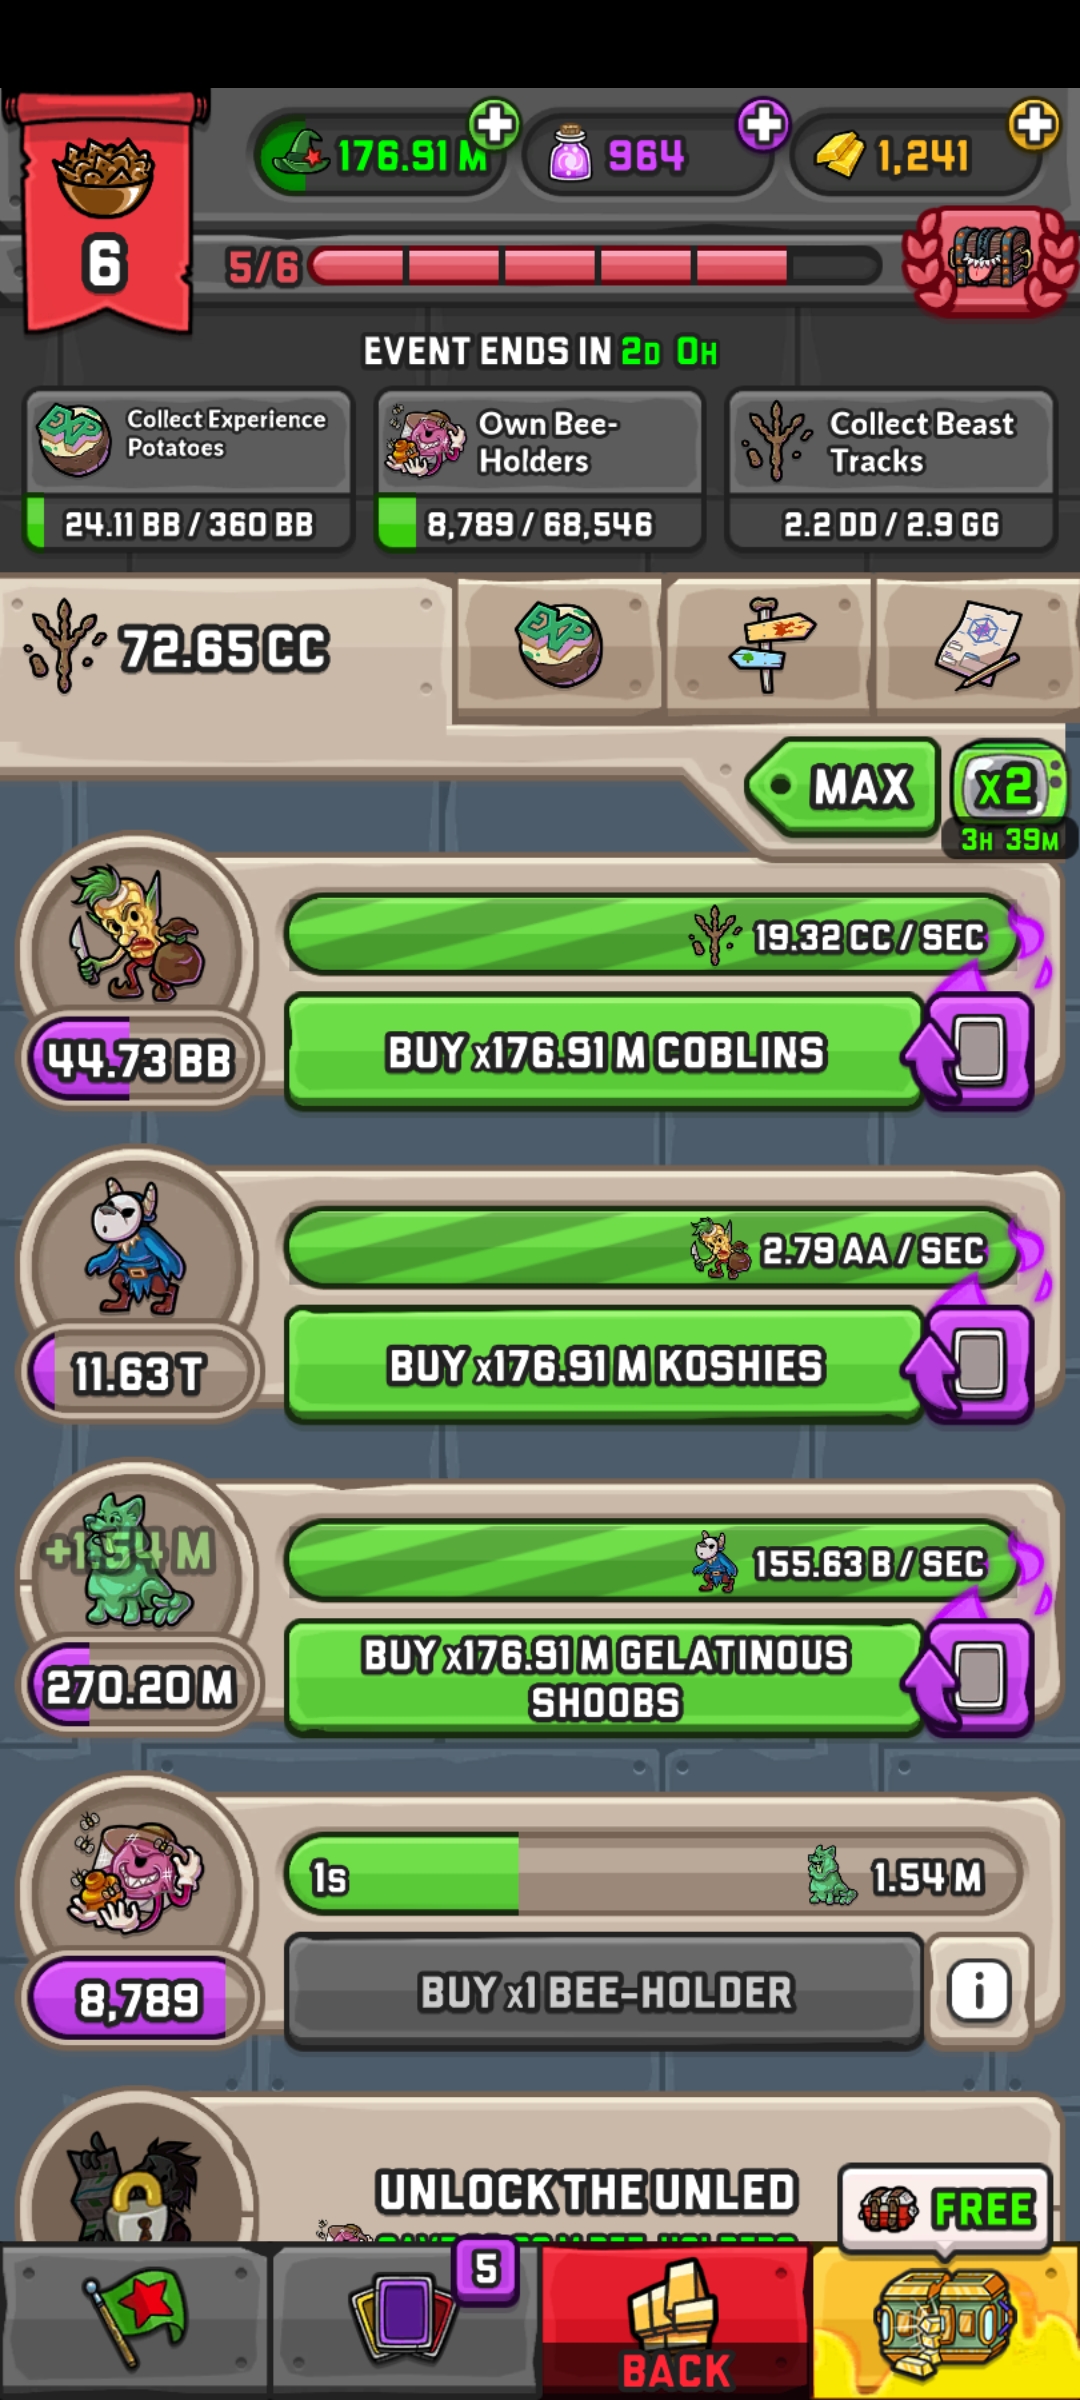 176.91 M
964
1,241
6
5/6
EVENT ENDS IN 2D 0H
Collect Experience
Potatoes
Own Bee-
Holders
Collect Beast
Tracks
24.11 BB / 360 BB
8,789 / 68,546
2.2 DD / 2.9 GG
72.65 CC
EXP
MAX
x2
3H 39M
19.32 CC / SEC
44.73 BB
BUY x176.91 M COBLINS
2.79 AA / SEC
11.63 T
BUY x176.91 M KOSHIES
+1.54 M
155.63 B / SEC
270.20 M
BUY x176.91 M GELATINOUS
SHOOBS
1s
1.54 M
8,789
BUY x1 BEE-HOLDER
i
UNLOCK THE UNLED
FREE
5
BACK